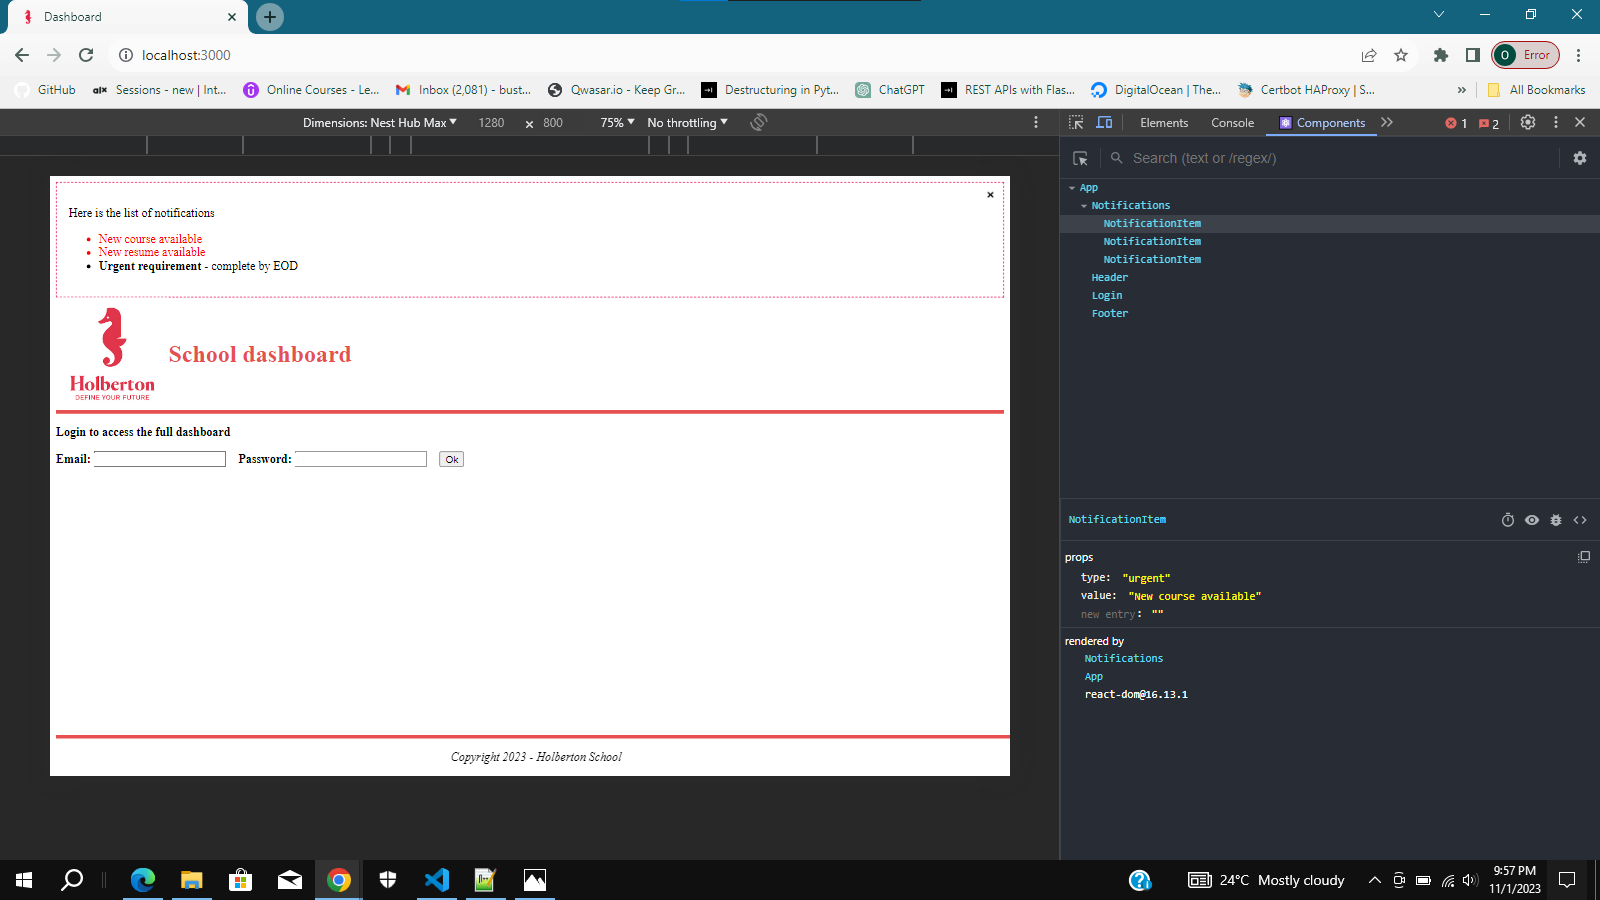 Dashboard
localhost:3000
O Error
GitHub
Sessions - new | Int...
Online Courses - Le...
Inbox (2,081) - bust...
Qwasar.io - Keep Gr...
Destructuring in Pyt...
ChatGPT
REST APIs with Flas...
DigitalOcean | The...
Certbot HAProxy | S...
» All Bookmarks
Dimensions: Nest Hub Max 1280 x 800 75% No throttling
Elements Console Components 1 2
Search (text or /regex/)
App
Notifications
NotificationItem
NotificationItem
NotificationItem
Header
Login
Footer
Here is the list of notifications
New course available
New resume available
Urgent requirement - complete by EOD
Holberton
DEFINE YOUR FUTURE
School dashboard
Login to access the full dashboard
Email: Password: Ok
Copyright 2023 - Holberton School
NotificationItem
props
type: "urgent"
value: "New course available"
new entry: ""
rendered by
Notifications
App
react-dom@16.13.1
24°C Mostly cloudy
9:57 PM
11/1/2023